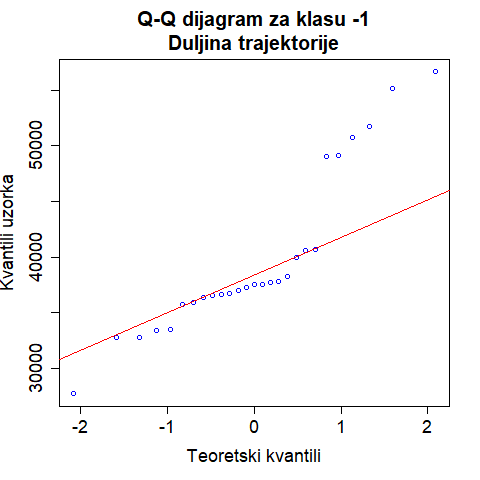 Q-Q dijagram za klasu -1
Duljina trajektorije
Kvantili uzorka
50000
40000
30000
-2
-1
0
1
2
Teoretski kvantili